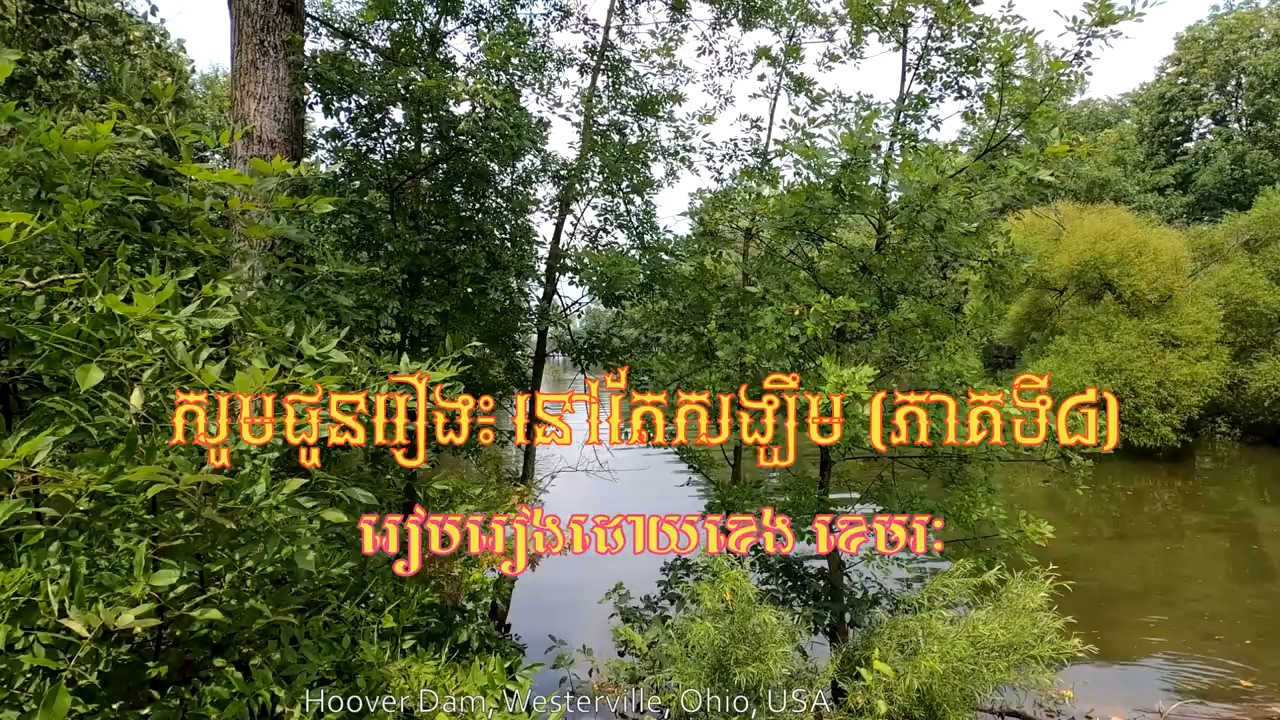 សូមជូនរឿង៖ នៅតែសង្ឃឹម (ភាគទី៨)
រៀបរៀងដោយខេង ខេមរៈ
Hoover Dam, Westerville, Ohio, USA